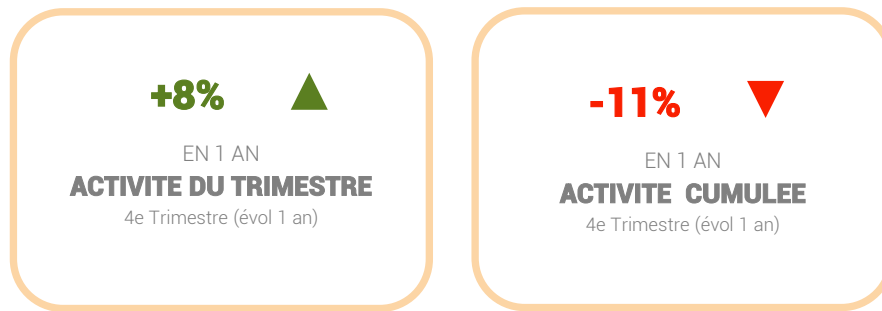 +8%
EN 1 AN
ACTIVITE DU TRIMESTRE
4e Trimestre (évol 1 an)
-11%
EN 1 AN
ACTIVITE CUMULEE
4e Trimestre (évol 1 an)